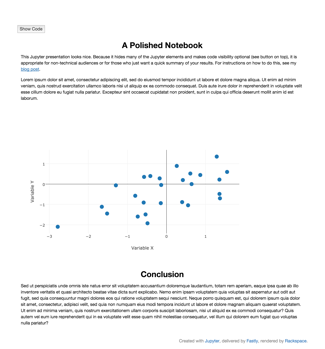 Show Code
A Polished Notebook
This Jupyter presentation looks nice. Because it hides many of the Jupyter elements and makes code visibility optional (see button on top), it is
appropriate for non-technical audiences or for those who just want a quick summary of your results. For instructions on how to do this, see my
blog post.
Lorem ipsum dolor sit amet, consectetur adipiscing elit, sed do eiusmod tempor incididunt ut labore et dolore magna aliqua. Ut enim ad minim
veniam, quis nostrud exercitation ullamco laboris nisi ut aliquip ex ea commodo consequat. Duis aute irure dolor in reprehenderit in voluptate velit
esse cillum dolore eu fugiat nulla pariatur. Excepteur sint occaecat cupidatat non proident, sunt in culpa qui officia deserunt mollit anim id est
laborum.
1
0
−1
−2
−3
−2
−1
0
1
Variable Y
Variable X
Conclusion
Sed ut perspiciatis unde omnis iste natus error sit voluptatem accusantium doloremque laudantium, totam rem aperiam, eaque ipsa quae ab illo
inventore veritatis et quasi architecto beatae vitae dicta sunt explicabo. Nemo enim ipsam voluptatem quia voluptas sit aspernatur aut odit aut
fugit, sed quia consequuntur magni dolores eos qui ratione voluptatem sequi nesciunt. Neque porro quisquam est, qui dolorem ipsum quia dolor
sit amet, consectetur, adipisci velit, sed quia non numquam eius modi tempora incidunt ut labore et dolore magnam aliquam quaerat voluptatem.
Ut enim ad minima veniam, quis nostrum exercitationem ullam corporis suscipit laboriosam, nisi ut aliquid ex ea commodi consequatur? Quis
autem vel eum iure reprehenderit qui in ea voluptate velit esse quam nihil molestiae consequatur, vel illum qui dolorem eum fugiat quo voluptas
nulla pariatur?
Created with Jupyter, delivered by Fastly, rendered by Rackspace.